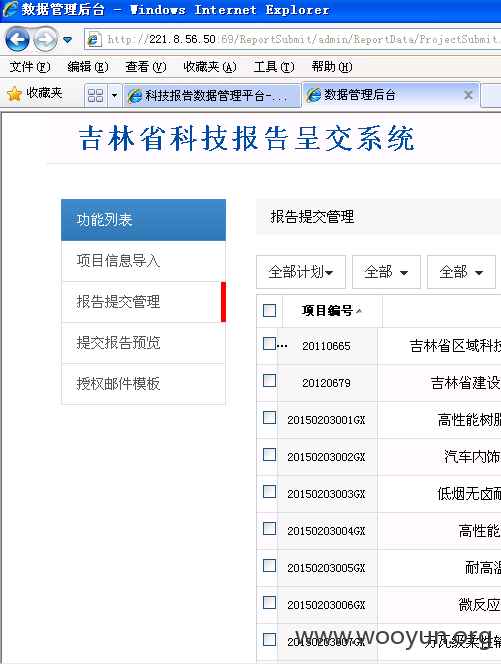 数据管理后台 - Windows Internet Explorer
http://221.8.56.50:69/ReportSubmit/admin/ReportData/ProjectSubmit.
文件(F) 编辑(E) 查看(V) 收藏夹(A) 工具(T) 帮助(H)
收藏夹 科技报告数据管理平台-... 数据管理后台
吉林省科技报告呈交系统
功能列表
项目信息导入
报告提交管理
提交报告预览
授权邮件模板
报告提交管理
全部计划 全部 全部
项目编号
20110665 吉林省区域科技
20120679 吉林省建设
20150203001GX 高性能树脂
20150203002GX 汽车内饰
20150203003GX 低烟无卤耐
20150203004GX 高性能
20150203005GX 耐高温
20150203006GX 微反应
20150203007GX 万瓦级柔性
www.wooyun.org